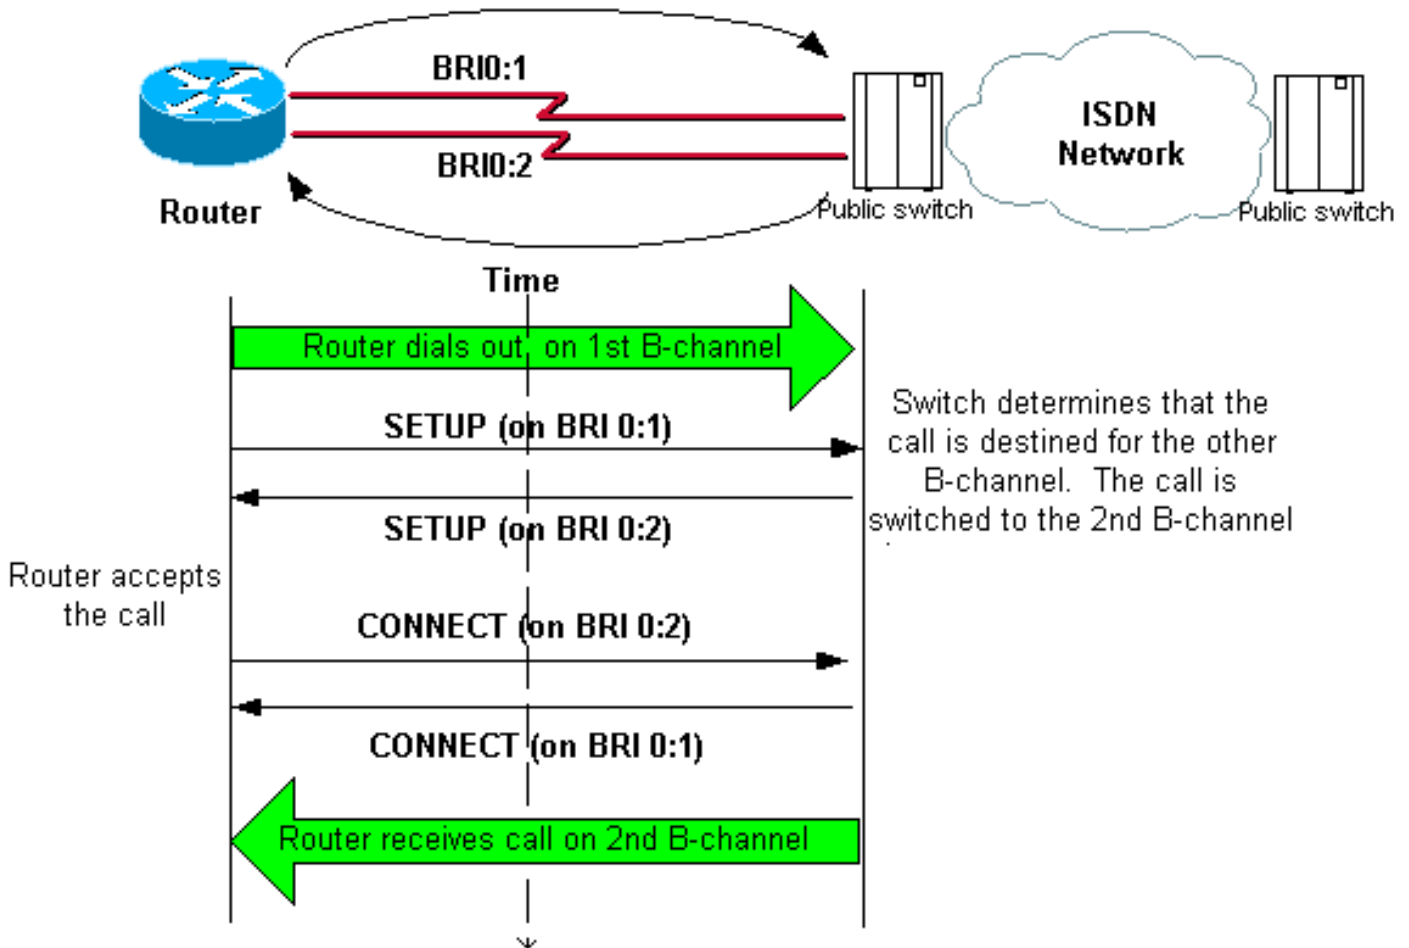 BRI0:1
BRI0:2
Router
ISDN
Network
Public switch
Public switch
Time
Router dials out on 1st B-channel
SETUP (on BRI 0:1)
SETUP (on BRI 0:2)
Switch determines that the
call is destined for the other
B-channel. The call is
switched to the 2nd B-channel
Router accepts
the call
CONNECT (on BRI 0:2)
CONNECT (on BRI 0:1)
Router receives call on 2nd B-channel